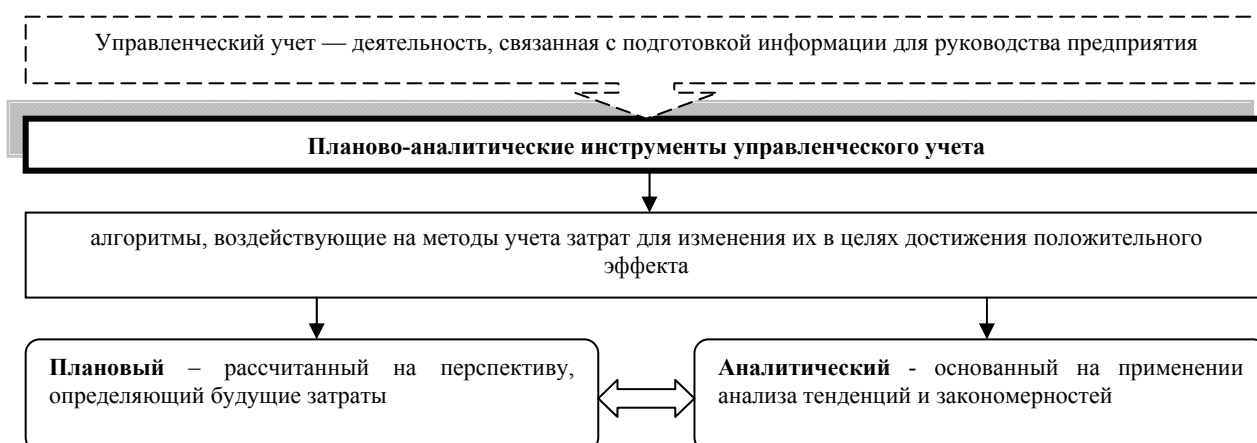 Управленческий учет — деятельность, связанная с подготовкой информации для руководства предприятия
Планово-аналитические инструменты управленческого учета
алгоритмы, воздействующие на методы учета затрат для изменения их в целях достижения положительного
эффекта
Плановый – рассчитанный на перспективу,
определяющий будущие затраты
Аналитический - основанный на применении
анализа тенденций и закономерностей